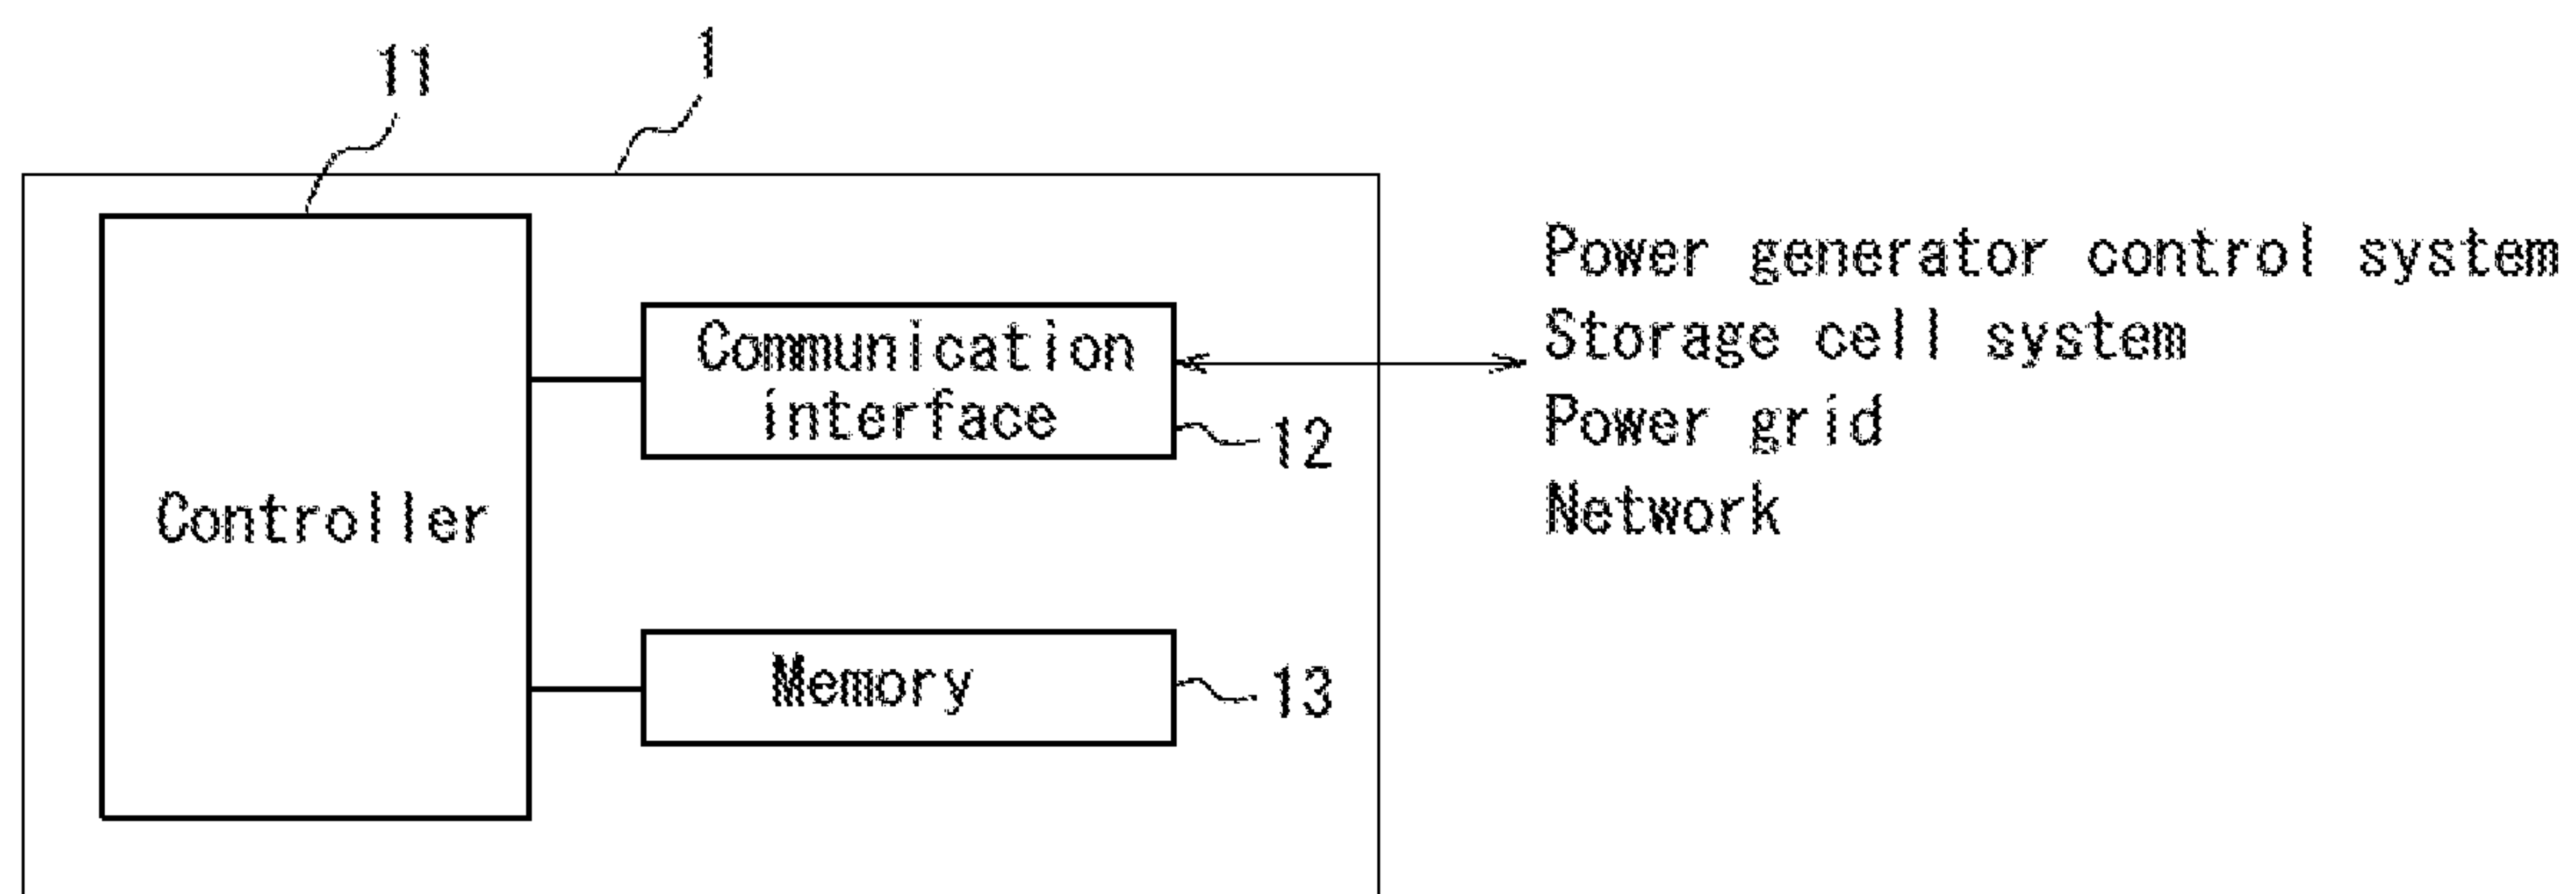 11
1
Controller
Communication
interface
12
Memory
13
Power generator control system
Storage cell system
Power grid
Network